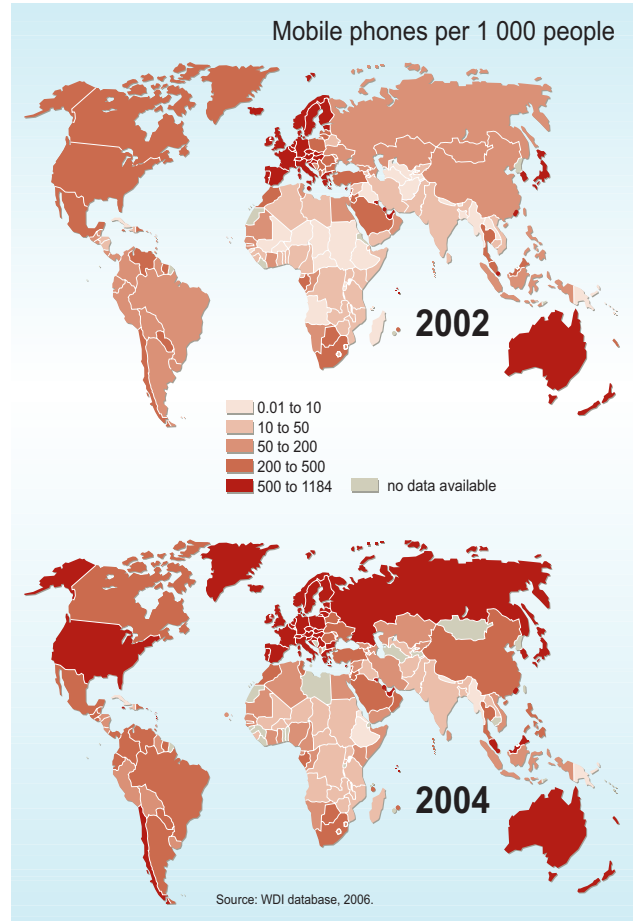 Mobile phones per 1 000 people
2002
0.01 to 10
10 to 50
50 to 200
200 to 500
500 to 1184
no data available
2004
Source: WDI database, 2006.